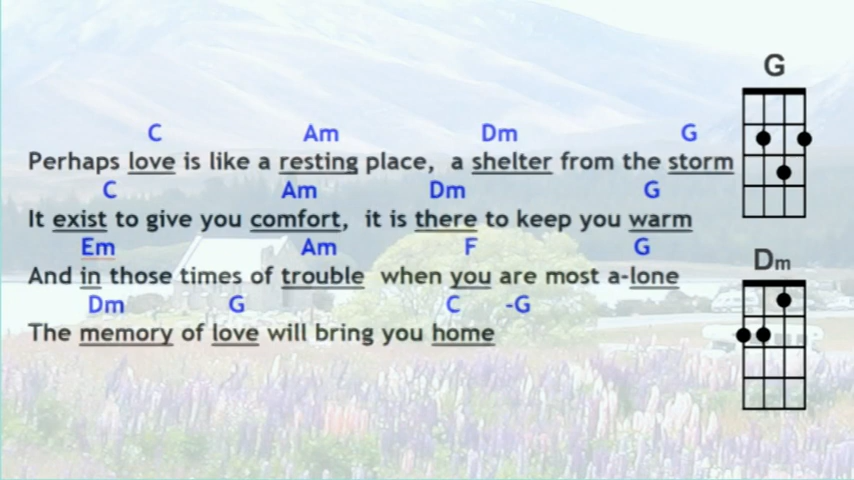 C Am Dm G
Perhaps love is like a resting place, a shelter from the storm
C Am Dm G
It exist to give you comfort, it is there to keep you warm
Em Am F G
And in those times of trouble when you are most a-lone
Dm G C -G
The memory of love will bring you home
G
Dm